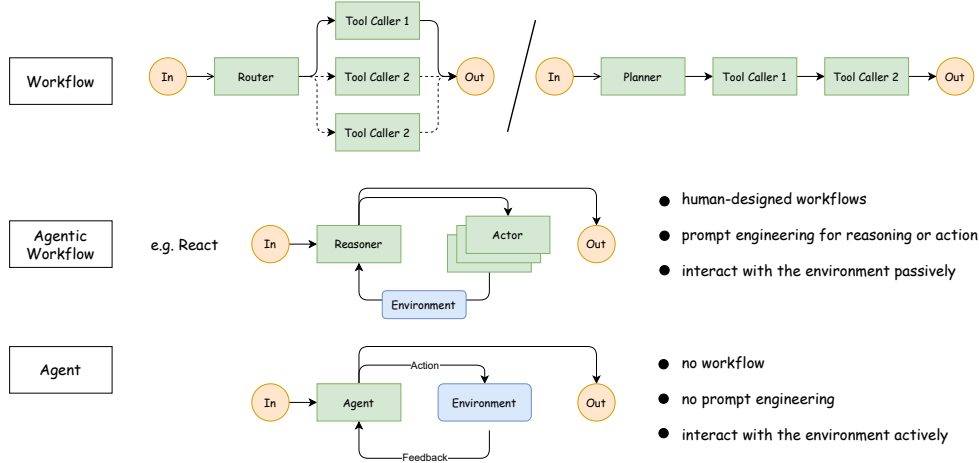 Workflow
In
Router
Tool Caller 1
Tool Caller 2
Tool Caller 2
Out
In
Planner
Tool Caller 1
Tool Caller 2
Out
Agentic
Workflow
e.g. React
In
Reasoner
Actor
Environment
Out
human-designed workflows
prompt engineering for reasoning or action
interact with the environment passively
Agent
In
Agent
Action
Environment
Feedback
Out
no workflow
no prompt engineering
interact with the environment actively